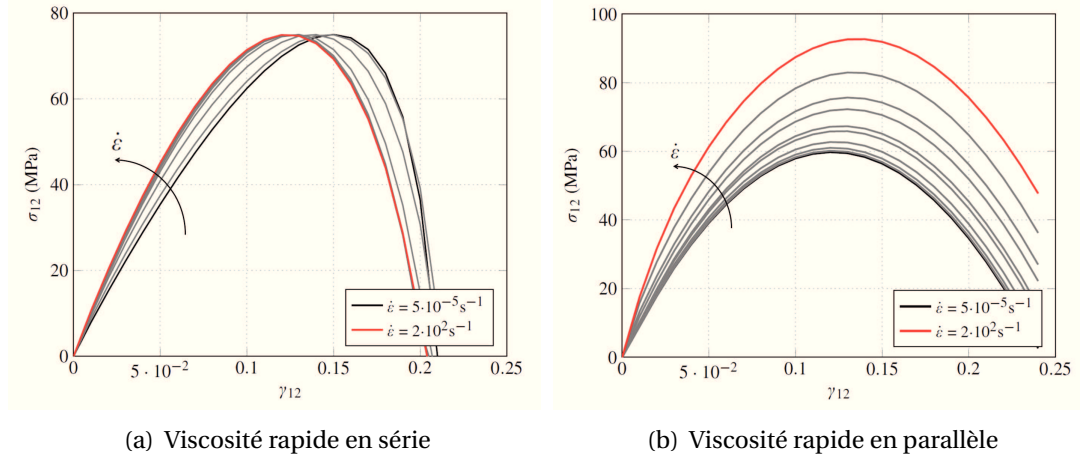 80
60
40
20
0
σ₁₂ (MPa)
ε̇
ε̇ = 5·10⁻⁵s⁻¹
ε̇ = 2·10²s⁻¹
0
5·10⁻²
0.1
0.15
0.2
0.25
γ₁₂
(a) Viscosité rapide en série
100
80
60
40
20
0
σ₁₂ (MPa)
ε̇
ε̇ = 5·10⁻⁵s⁻¹
ε̇ = 2·10²s⁻¹
0
5·10⁻²
0.1
0.15
0.2
0.25
γ₁₂
(b) Viscosité rapide en parallèle